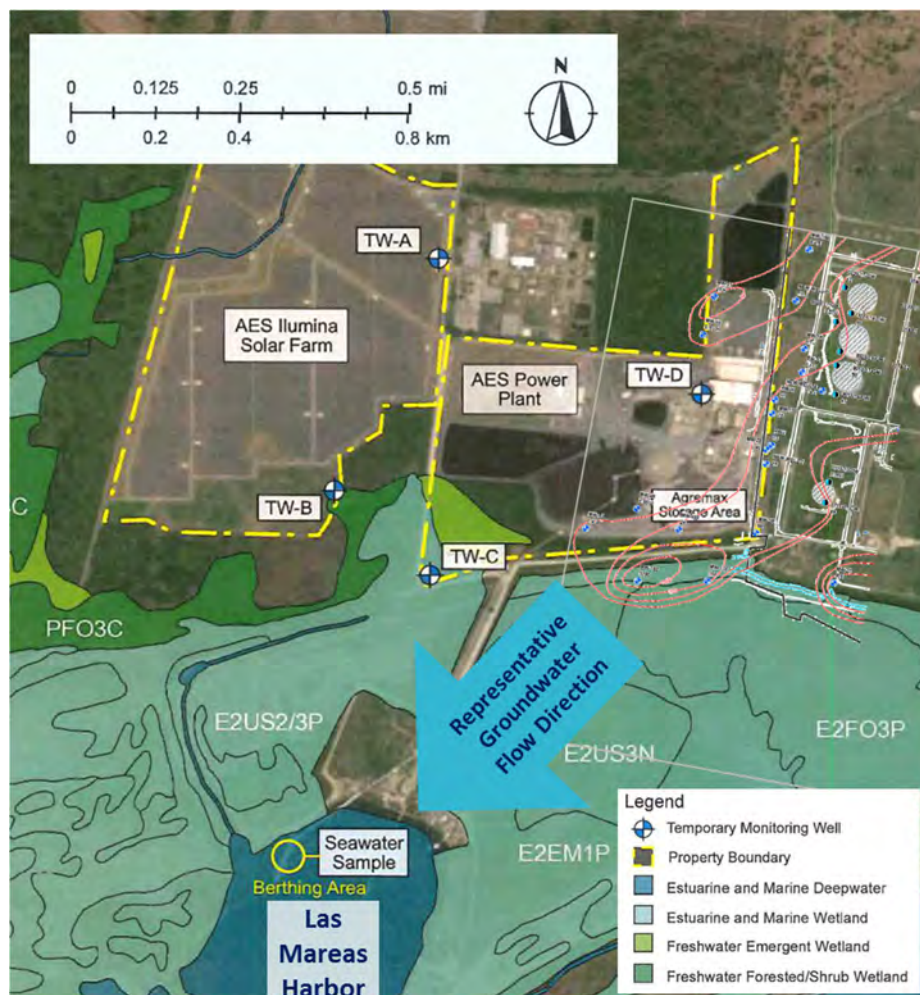 0 0.125 0.25 0.5 mi
0 0.2 0.4 0.8 km
N
TW-A
AES Ilumina
Solar Farm
AES Power
Plant
TW-D
TW-B
Agremax
Storage Area
TW-C
PFO3C
Representative
Groundwater
Flow Direction
E2US2/3P
E2US3N
E2FO3P
E2EM1P
Seawater
Sample
Berthing Area
Las
Mareas
Harbor
Legend
Temporary Monitoring Well
Property Boundary
Estuarine and Marine Deepwater
Estuarine and Marine Wetland
Freshwater Emergent Wetland
Freshwater Forested/Shrub Wetland